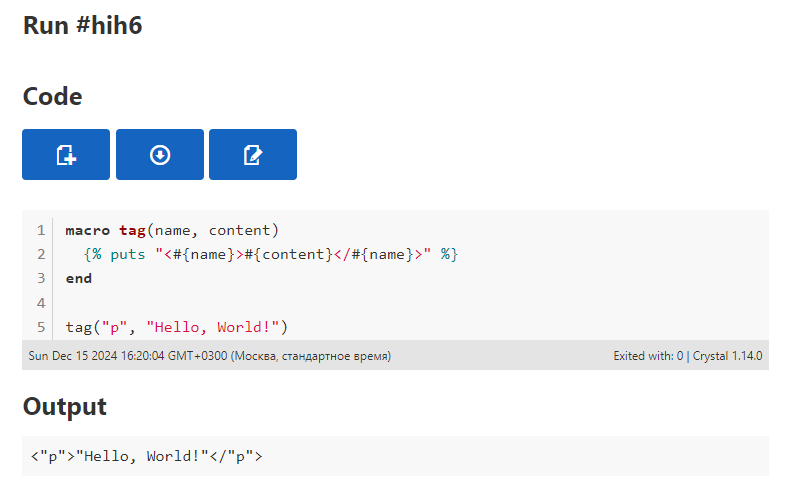 Run #hih6
Code
1 macro tag(name, content)
2   {% puts "<#{name}>#{content}</#{name}>" %}
3 end
4
5 tag("p", "Hello, World!")
Sun Dec 15 2024 16:20:04 GMT+0300 (Москва, стандартное время) Exited with: 0 | Crystal 1.14.0
Output
<"p">"Hello, World!"</"p">